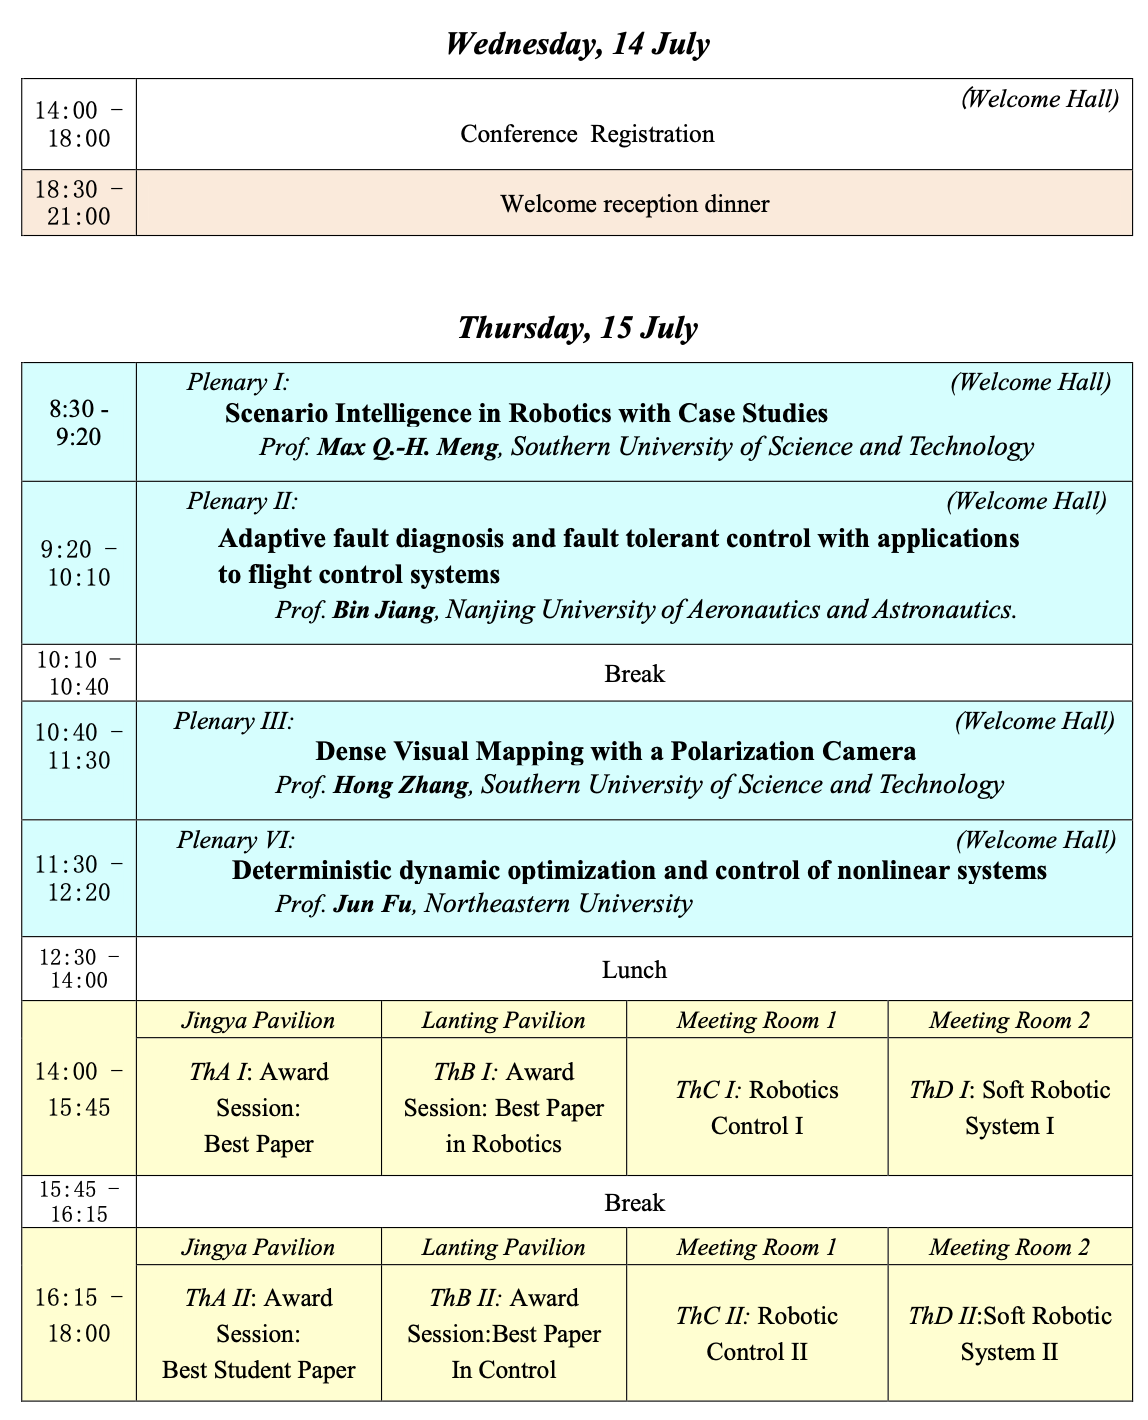 Wednesday, 14 July
14:00 –
18:00
(Welcome Hall)
Conference Registration
18:30 –
21:00
Welcome reception dinner
Thursday, 15 July
8:30 -
9:20
Plenary I:
(Welcome Hall)
Scenario Intelligence in Robotics with Case Studies
Prof. Max Q.-H. Meng, Southern University of Science and Technology
9:20 –
10:10
Plenary II:
(Welcome Hall)
Adaptive fault diagnosis and fault tolerant control with applications
to flight control systems
Prof. Bin Jiang, Nanjing University of Aeronautics and Astronautics.
10:10 –
10:40
Break
10:40 –
11:30
Plenary III:
(Welcome Hall)
Dense Visual Mapping with a Polarization Camera
Prof. Hong Zhang, Southern University of Science and Technology
11:30 –
12:20
Plenary VI:
(Welcome Hall)
Deterministic dynamic optimization and control of nonlinear systems
Prof. Jun Fu, Northeastern University
12:30 –
14:00
Lunch
14:00 –
15:45
Jingya Pavilion
Lanting Pavilion
Meeting Room 1
Meeting Room 2
ThA I: Award
Session:
Best Paper
ThB I: Award
Session: Best Paper
in Robotics
ThC I: Robotics
Control I
ThD I: Soft Robotic
System I
15:45 –
16:15
Break
16:15 –
18:00
Jingya Pavilion
Lanting Pavilion
Meeting Room 1
Meeting Room 2
ThA II: Award
Session:
Best Student Paper
ThB II: Award
Session:Best Paper
In Control
ThC II: Robotic
Control II
ThD II:Soft Robotic
System II